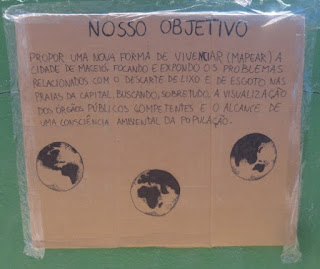 NOSSO OBJETIVO
PROPOR UMA NOVA FORMA DE VIVENCIAR (MAPEAR) A
CIDADE DE MACEIÓ, FOCANDO E EXPONDO OS PROBLEMAS
RELACIONADOS COM O DESCARTE DE LIXO E DE ESGOTO NAS
PRAIAS DA CAPITAL, BUSCANDO, SOBRETUDO, A VISUALIZAÇÃO
DOS ÓRGÃOS PÚBLICOS COMPETENTES E O ALCANCE DE
UMA CONSCIÊNCIA AMBIENTAL DA POPULAÇÃO.